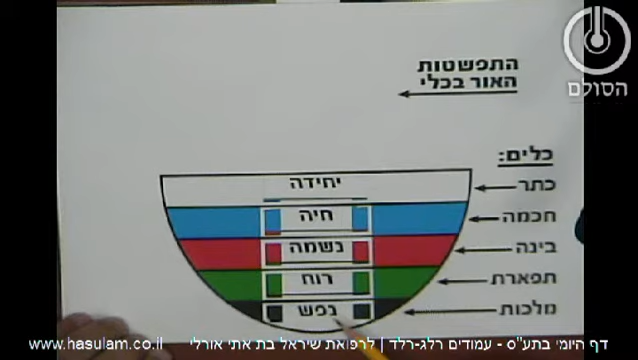 הסולם
התפשטות
האור בכלי
כלים:
יחידה
כתר
חיה
חכמה
נשמה
בינה
רוח
תפארת
נפש
מלכות
www.hasulam.co.il דף היומי בתע"ס - עמודים רלג-רלד | לרפואת שיראל בת אתי אורלי